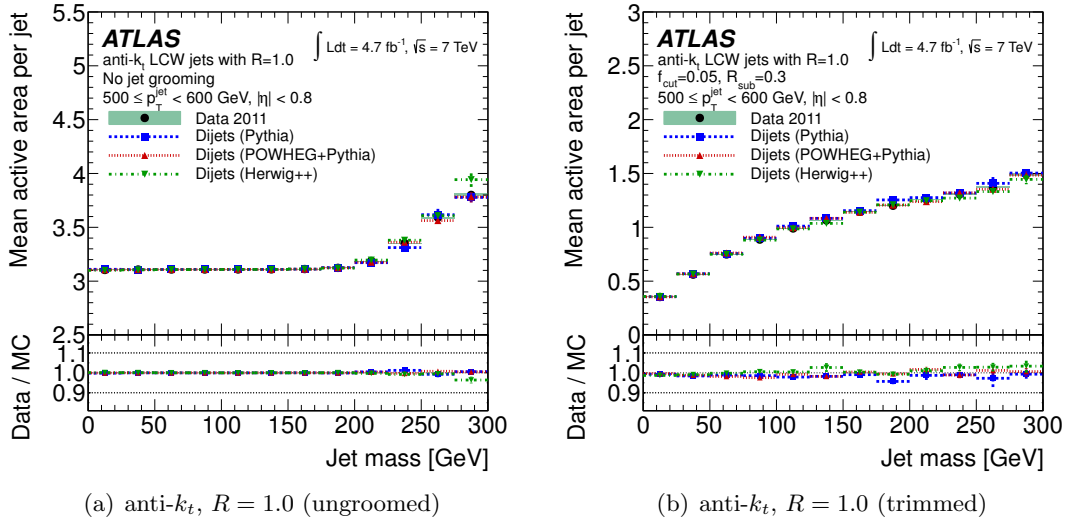 ATLAS
∫ Ldt = 4.7 fb⁻¹, √s = 7 TeV
anti-kₜ LCW jets with R=1.0
No jet grooming
500 ≤ p_T^jet < 600 GeV, |η| < 0.8
Data 2011
Dijets (Pythia)
Dijets (POWHEG+Pythia)
Dijets (Herwig++)
Mean active area per jet
5.5
5
4.5
4
3.5
3
2.5
Data / MC
1.1
1.0
0.9
0 50 100 150 200 250 300
Jet mass [GeV]
(a) anti-kₜ, R = 1.0 (ungroomed)
ATLAS
∫ Ldt = 4.7 fb⁻¹, √s = 7 TeV
anti-kₜ LCW jets with R=1.0
f_cut=0.05, R_sub=0.3
500 ≤ p_T^jet < 600 GeV, |η| < 0.8
Data 2011
Dijets (Pythia)
Dijets (POWHEG+Pythia)
Dijets (Herwig++)
Mean active area per jet
3
2.5
2
1.5
1
0.5
0
Data / MC
1.1
1.0
0.9
0 50 100 150 200 250 300
Jet mass [GeV]
(b) anti-kₜ, R = 1.0 (trimmed)